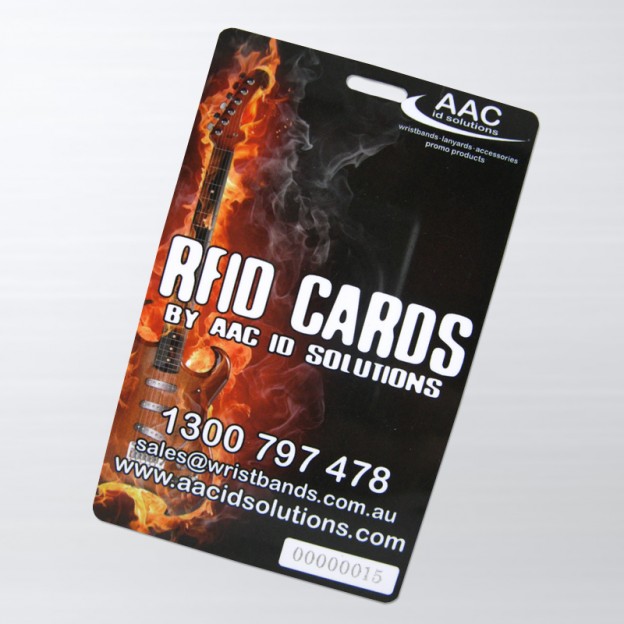 AAC
id solutions
wristbands · lanyards · accessories
promo products
RFID CARDS
BY AAC ID SOLUTIONS
1300 797 478
sales@wristbands.com.au
www.aacidsolutions.com
00000015